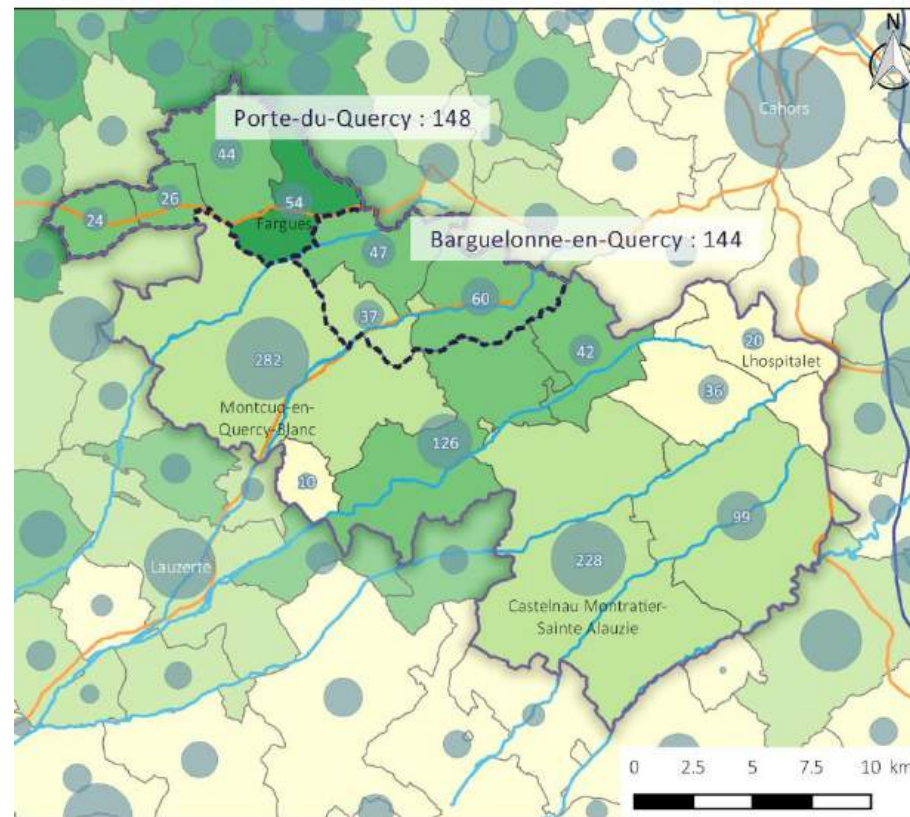 N
Cahors
Porte-du-Quercy : 148
44
26
24
54
Fargues
Barguelonne-en-Quercy : 144
47
60
37
42
20
Lhospitalet
282
36
Montcuq-en-
Quercy-Blanc
126
10
99
Lauzerte
228
Castelnau Montratier-
Sainte Alauzie
0 2.5 5 7.5 10 km